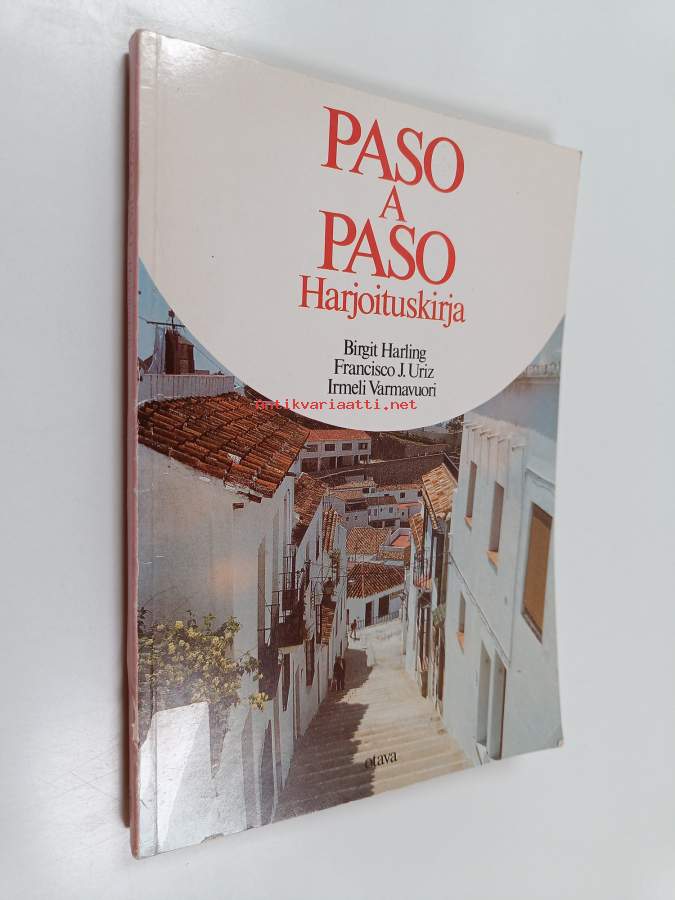 PASO
A
PASO
Harjoituskirja
Birgit Harling
Francisco J. Uriz
Irmeli Varmavuori
antikvariaatti.net
otava